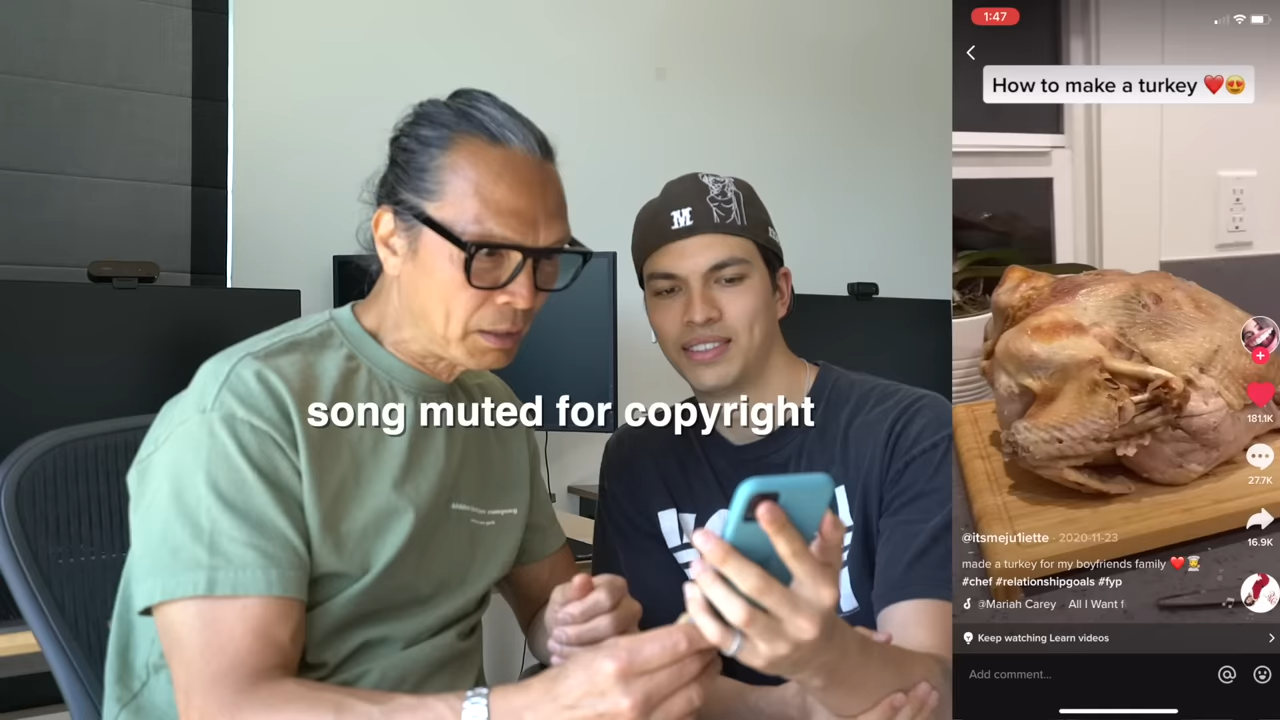 song muted for copyright
M
1:47
How to make a turkey ❤️😍
181.1K
27.7K
16.9K
@itsmeju1iette · 2020-11-23
made a turkey for my boyfriends family ❤️👩‍🍳
#chef #relationshipgoals #fyp
@Mariah Carey All I Want f
Keep watching Learn videos
Add comment...